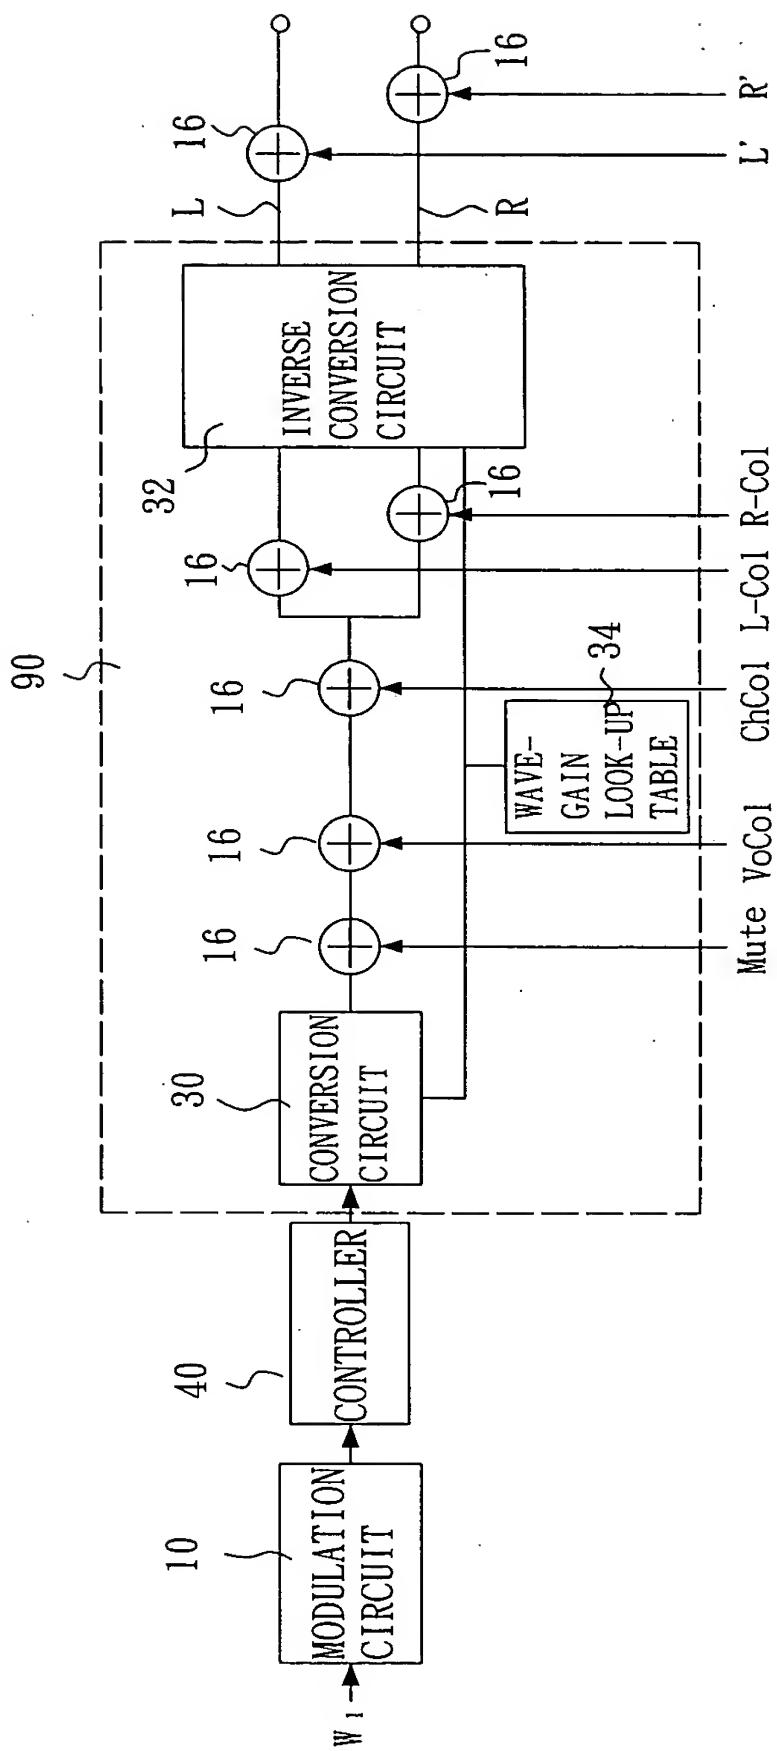 W1
MODULATION
CIRCUIT
10
CONTROLLER
40
90
CONVERSION
CIRCUIT
30
16
16
16
16
16
INVERSE
CONVERSION
CIRCUIT
32
WAVE-
GAIN
LOOK-UP
TABLE
34
Mute
VoCol
ChCol
L-Col
R-Col
L
R
16
16
L'
R'